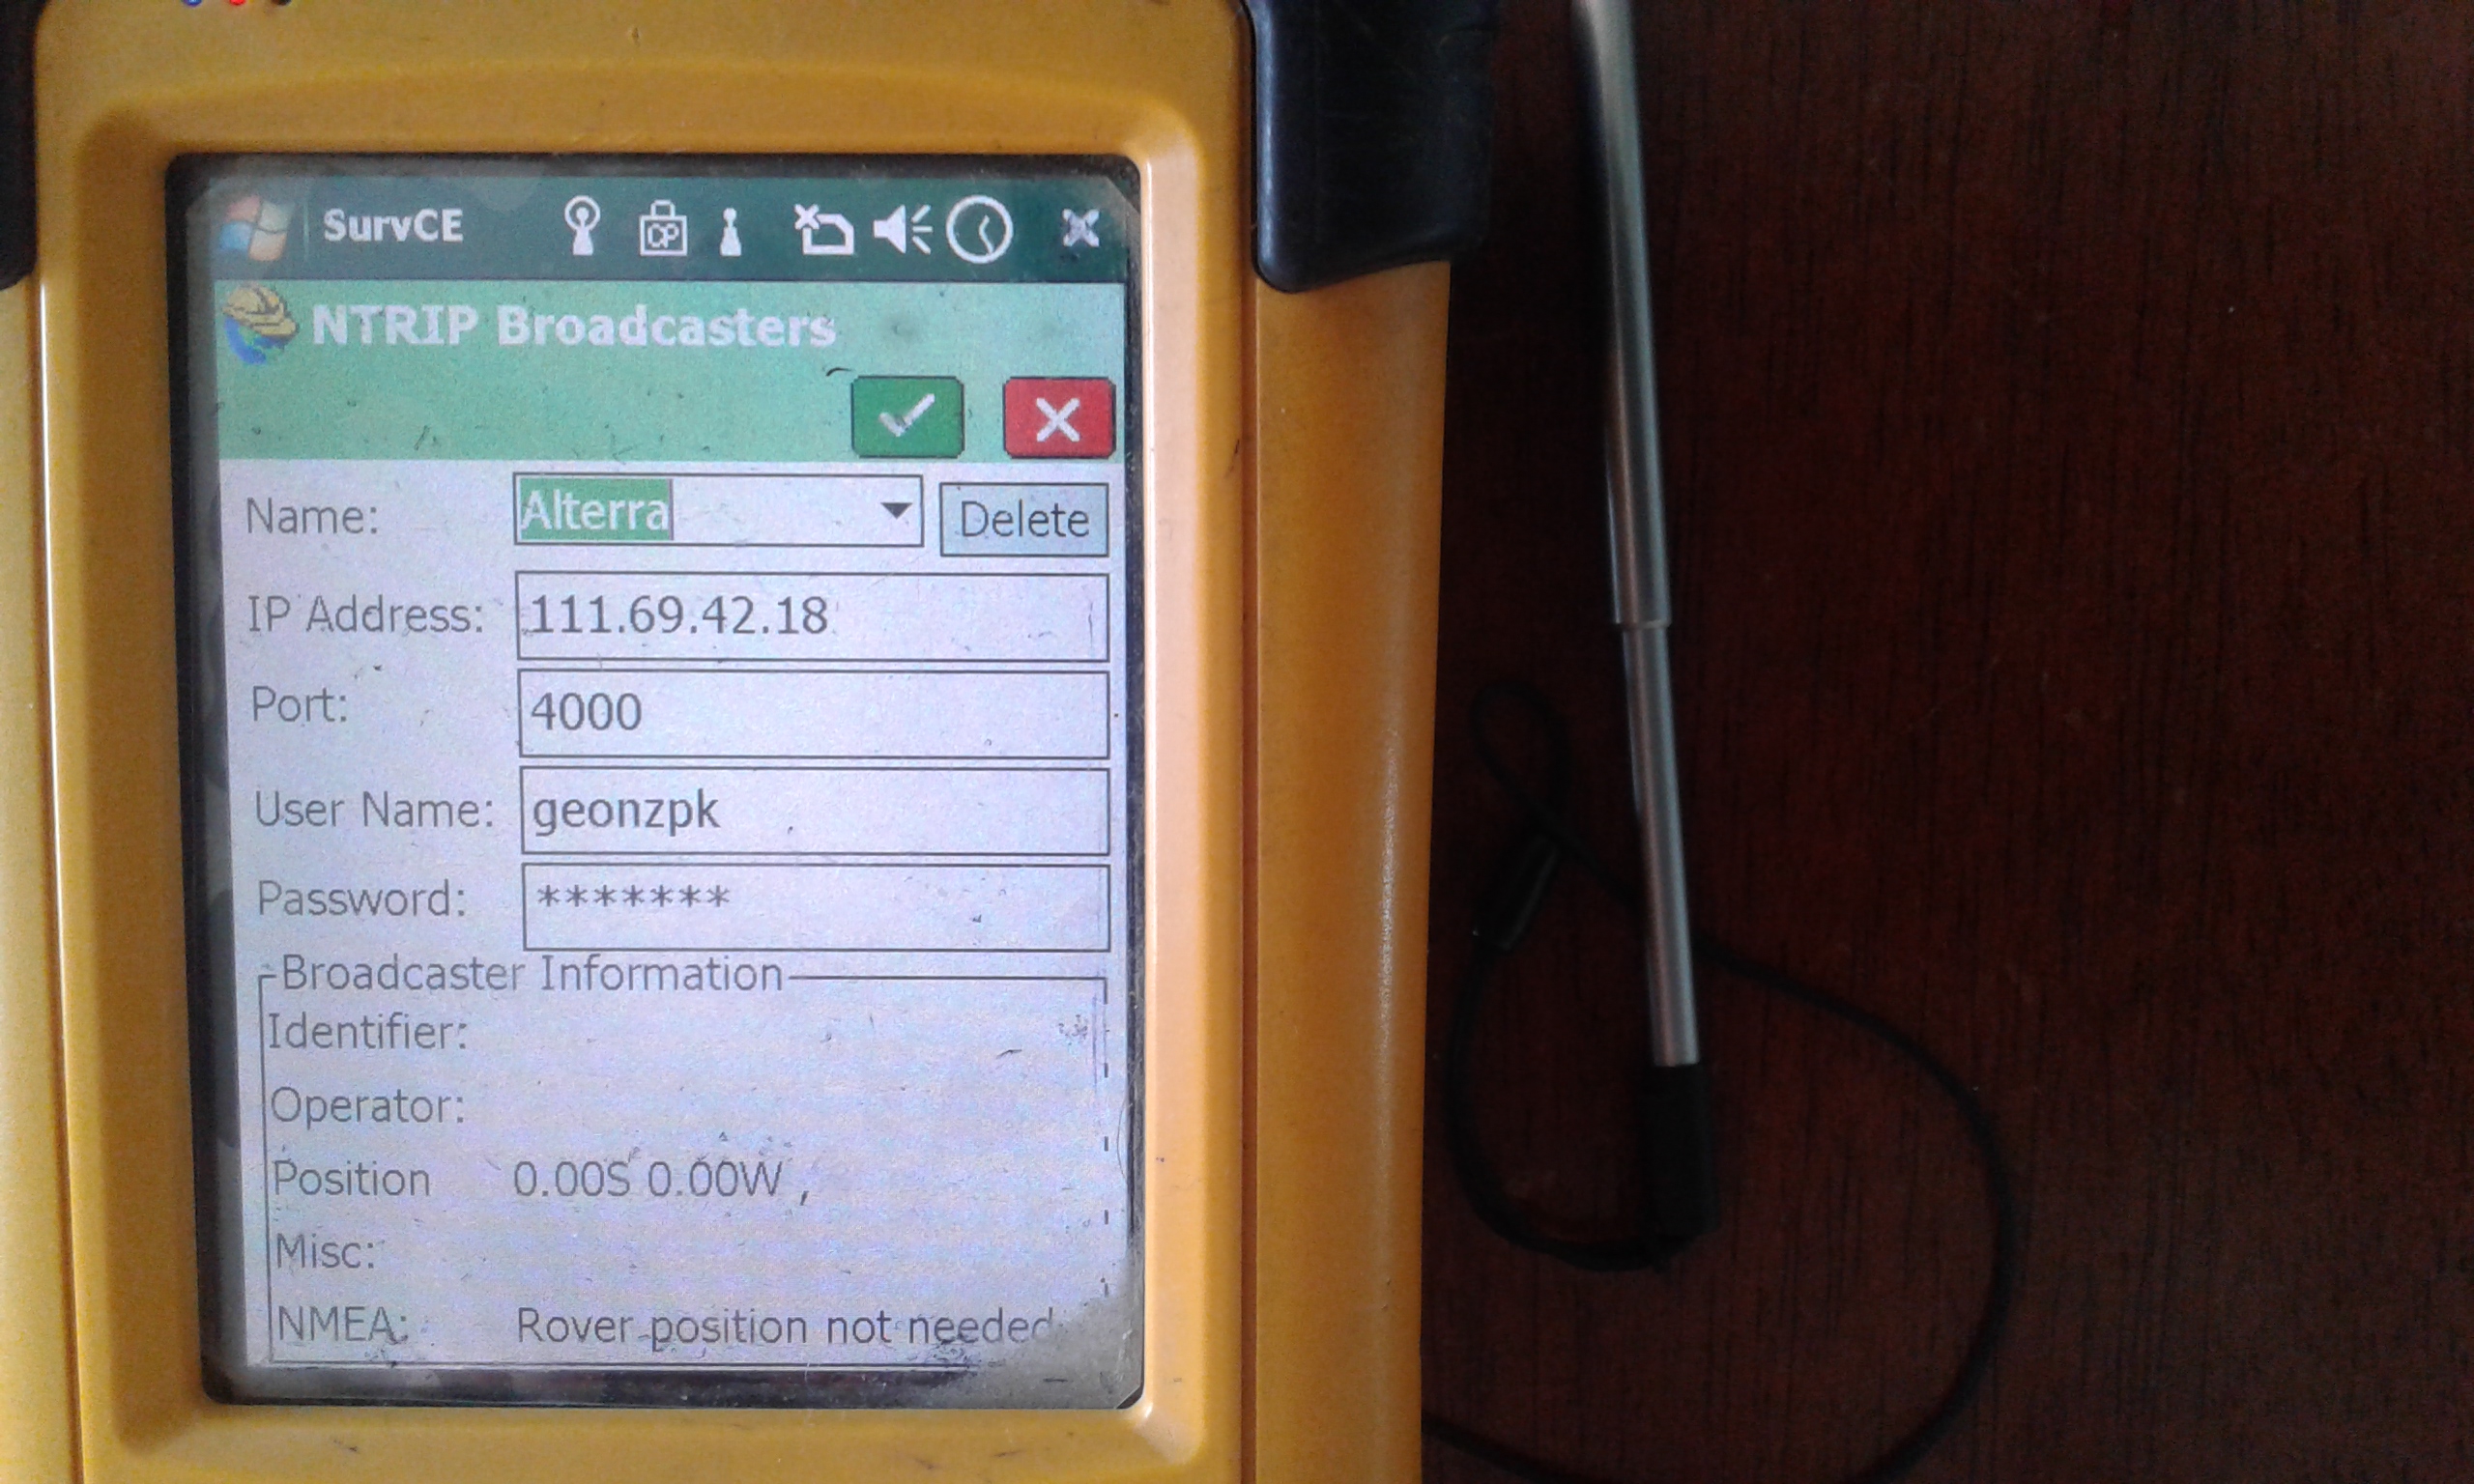 SurvCE CP
NTRIP Broadcasters
Name: Alterra Delete
IP Address: 111.69.42.18
Port: 4000
User Name: geonzpk
Password: *******
Broadcaster Information
Identifier:
Operator:
Position 0.00S 0.00W ,
Misc:
NMEA: Rover position not needed